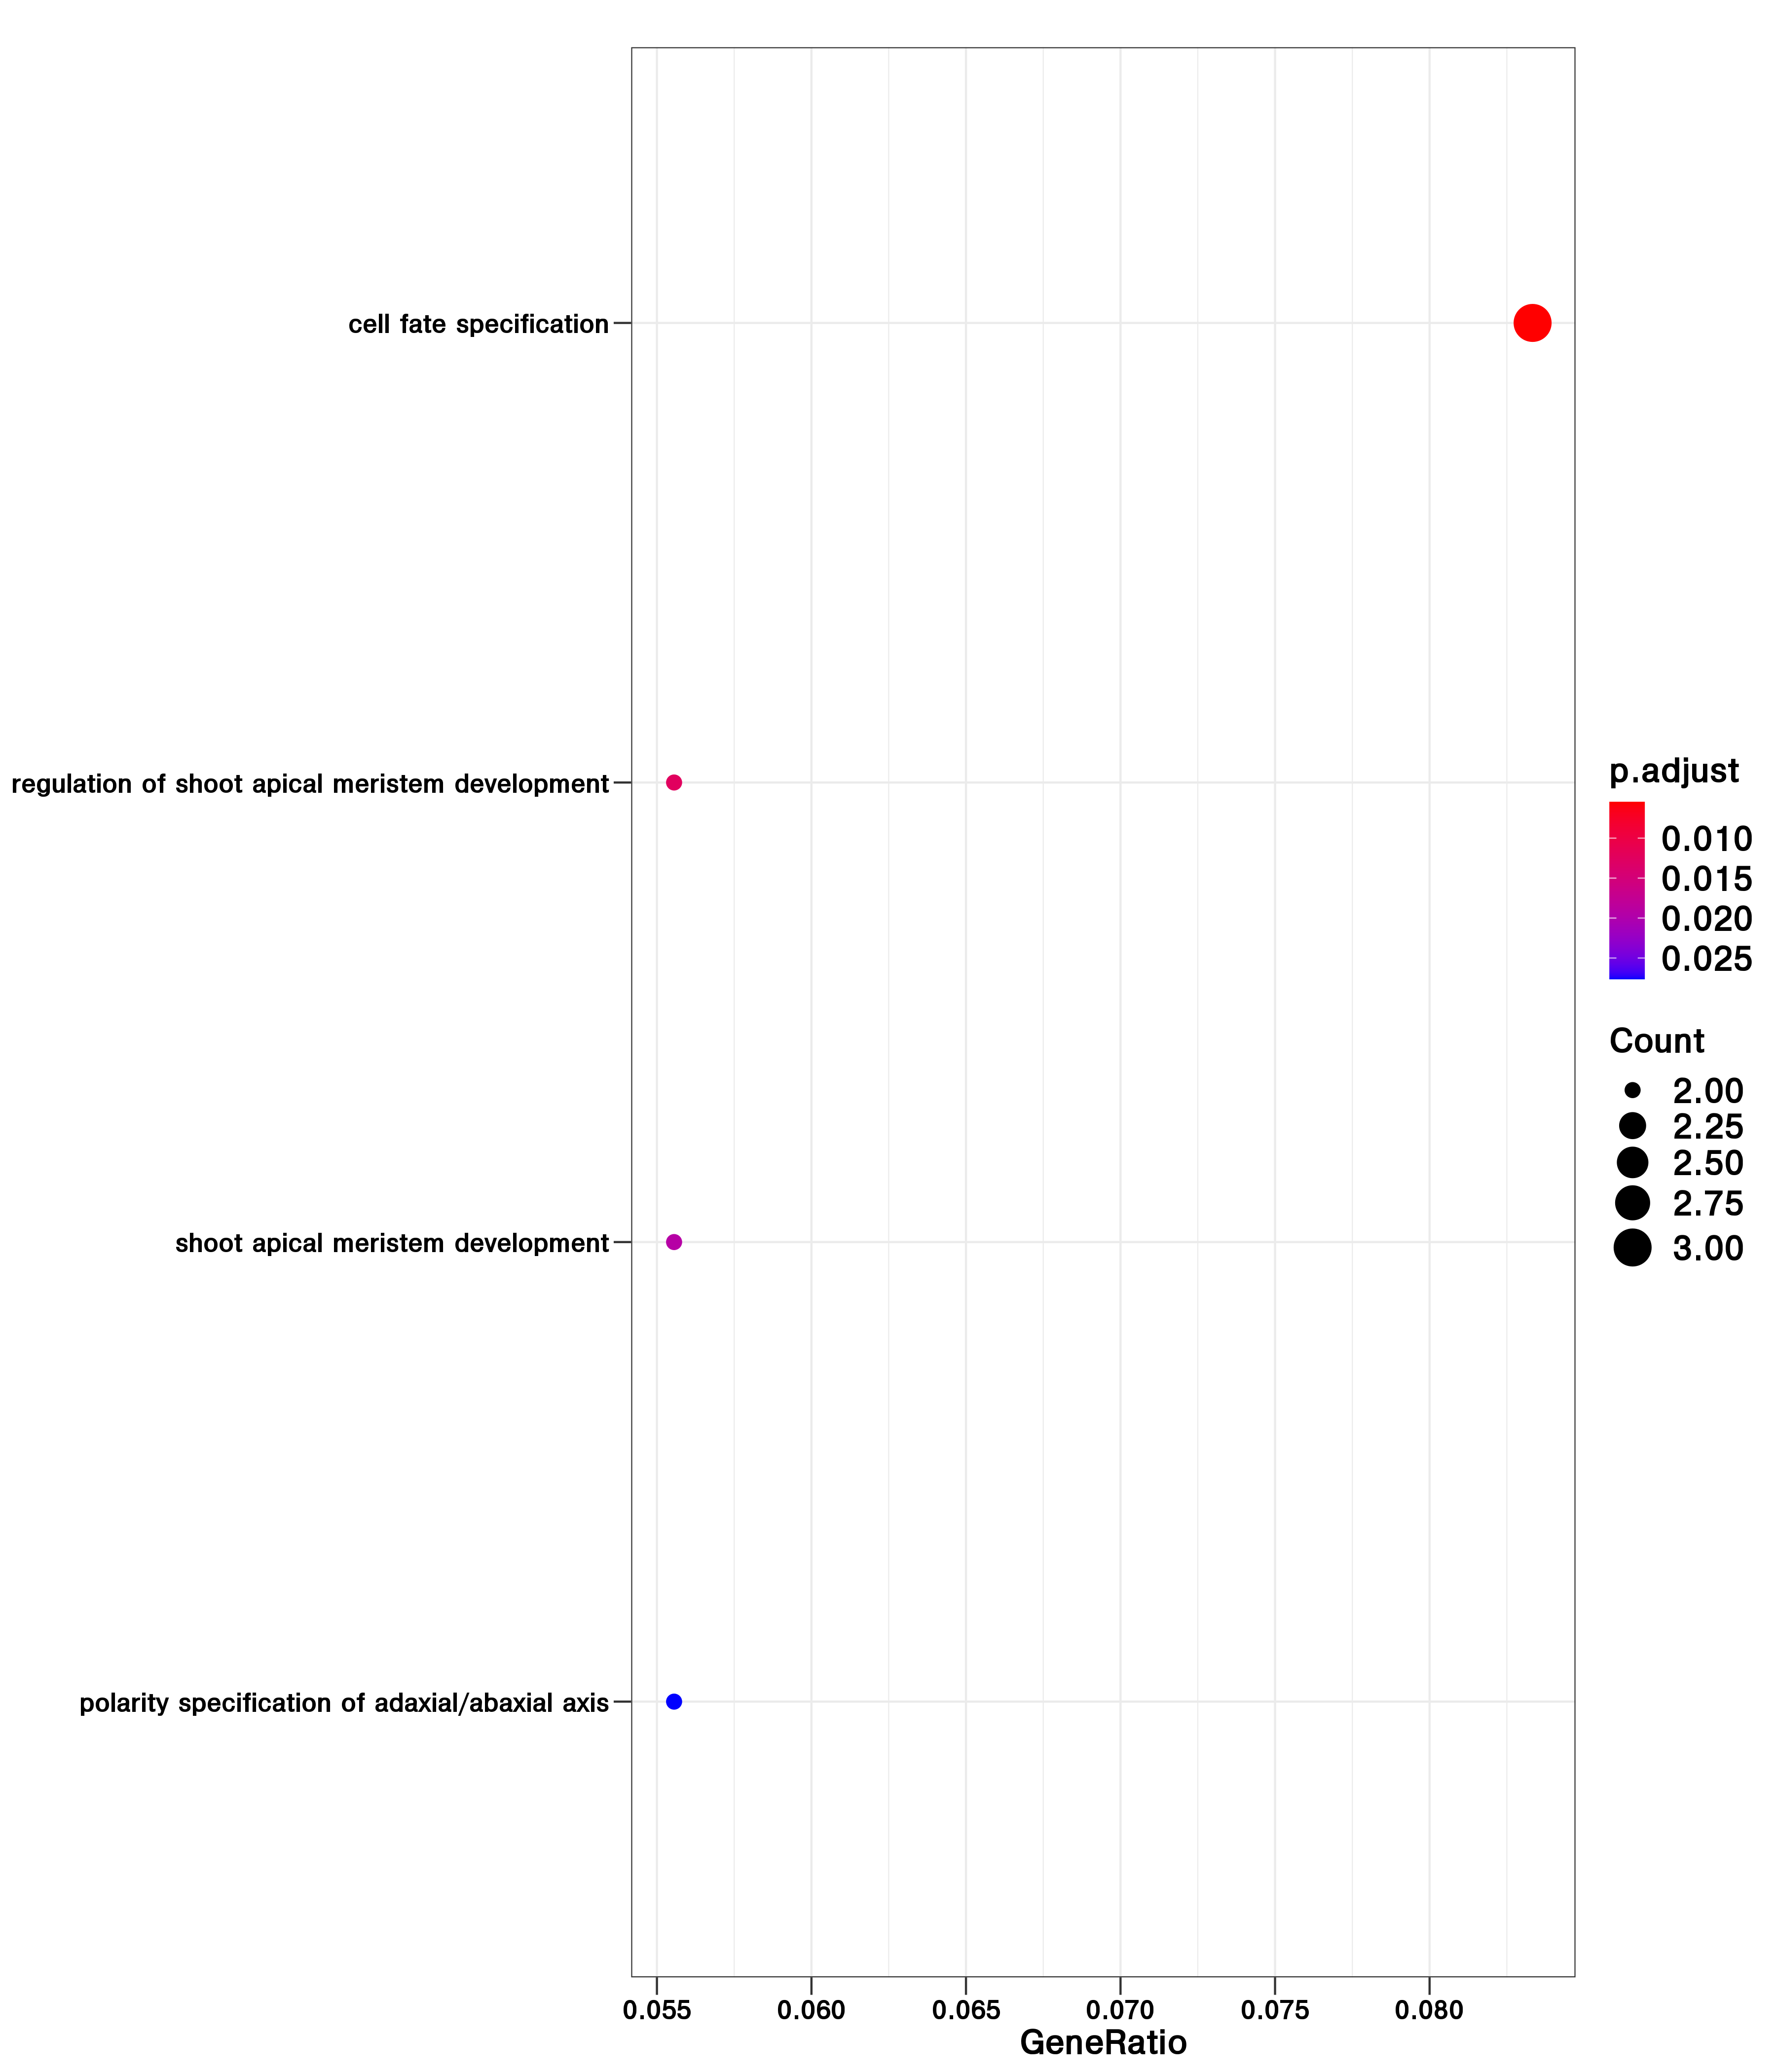 cell fate specification
regulation of shoot apical meristem development
shoot apical meristem development
polarity specification of adaxial/abaxial axis
0.055 0.060 0.065 0.070 0.075 0.080
GeneRatio
p.adjust
0.010
0.015
0.020
0.025
Count
2.00
2.25
2.50
2.75
3.00